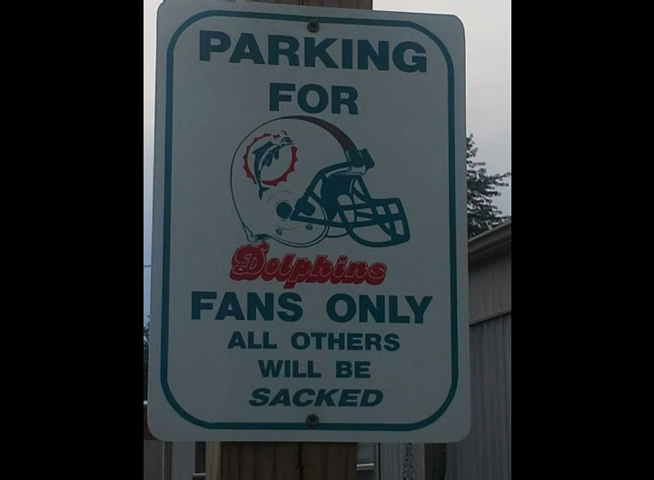 PARKING
FOR
Dolphins
FANS ONLY
ALL OTHERS
WILL BE
SACKED